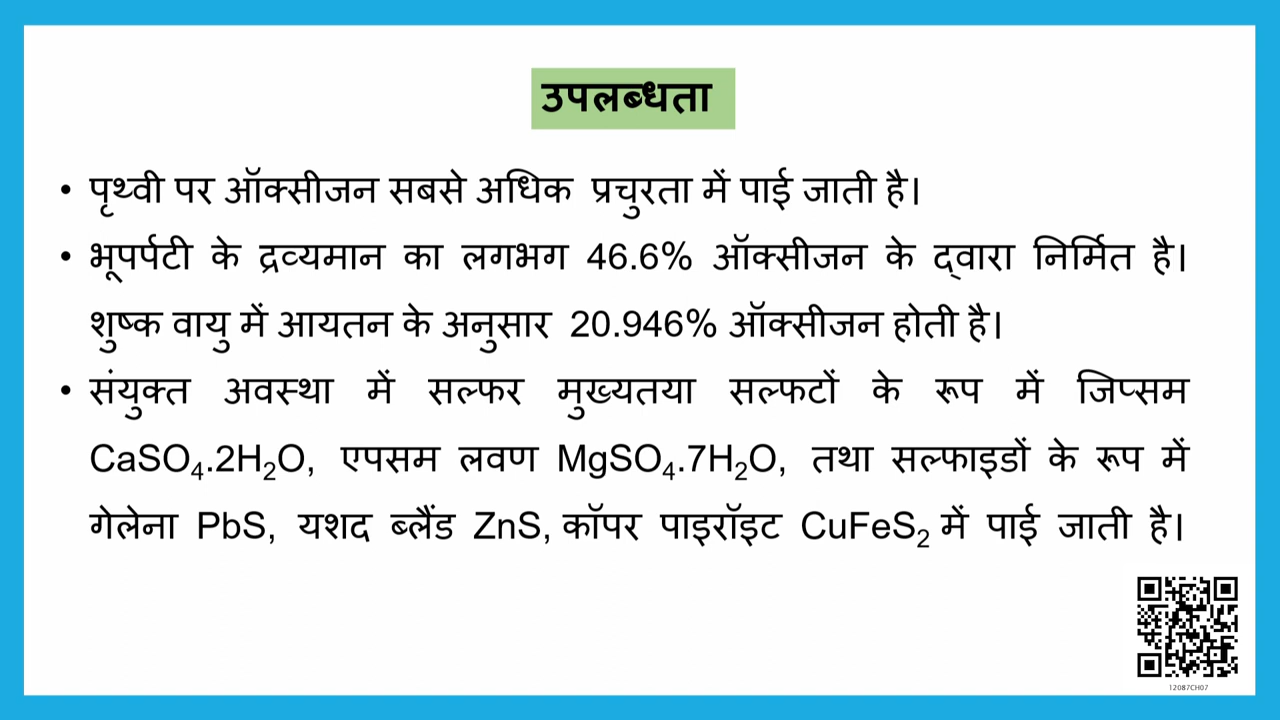 उपलब्धता
• पृथ्वी पर ऑक्सीजन सबसे अधिक प्रचुरता में पाई जाती है।
• भूपर्पटी के द्रव्यमान का लगभग 46.6% ऑक्सीजन के द्वारा निर्मित है।
शुष्क वायु में आयतन के अनुसार 20.946% ऑक्सीजन होती है।
• संयुक्त अवस्था में सल्फर मुख्यतया सल्फटों के रूप में जिप्सम
CaSO₄.2H₂O, एपसम लवण MgSO₄.7H₂O, तथा सल्फाइडों के रूप में
गेलेना PbS, यशद ब्लैंड ZnS, कॉपर पाइरॉइट CuFeS₂ में पाई जाती है।
12087CH07